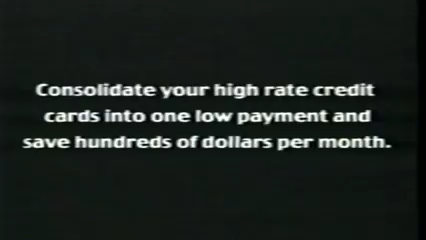 Consolidate your high rate credit
cards into one low payment and
save hundreds of dollars per month.